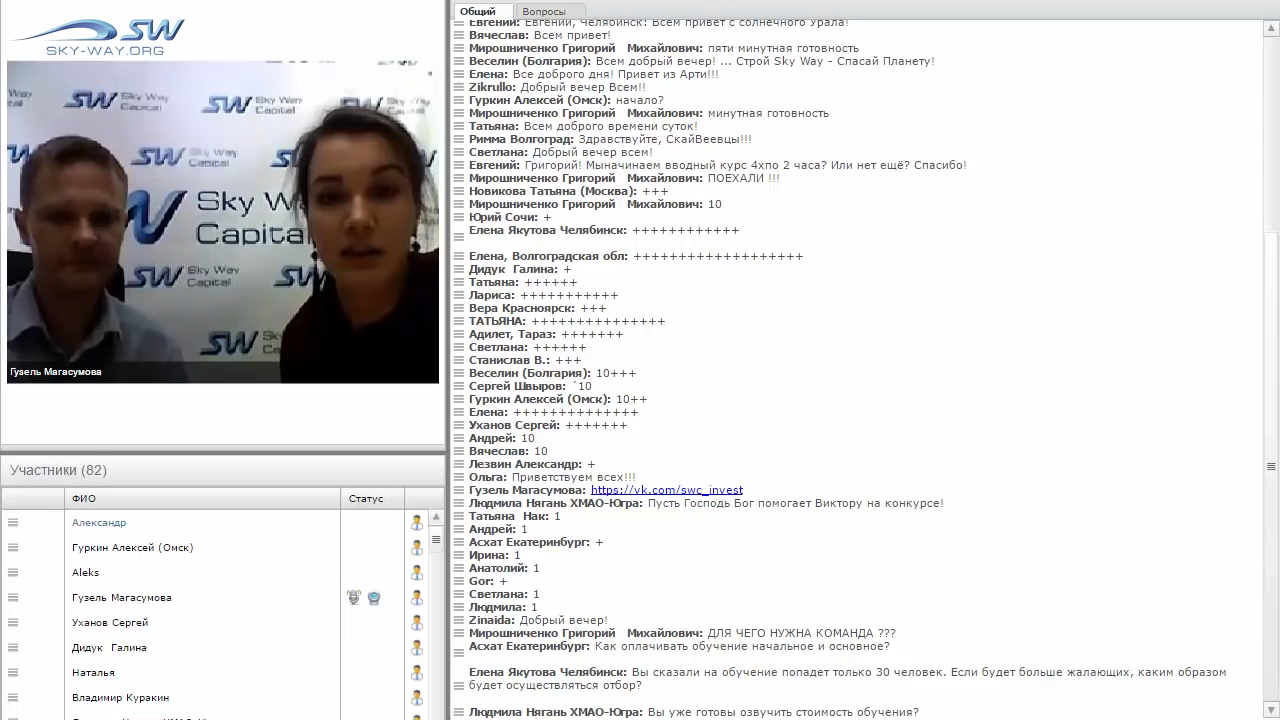 SW
SKY-WAY.ORG
Sky Way
Capital
Гузель Магасумова
Участники (82
ФИО
Статус
Александр
Гуркин Алексей (Омск)
Aleks
Гузель Магасумова
Уханов Сергей
Дидук Галина
Наталья
Владимир Куракин
Общий
Вопросы
Евгений: Евгений, Челябинск: Всем привет с солнечного Урала!
Вячеслав: Всем привет!
Мирошниченко Григорий Михайлович: пяти минутная готовность
Веселин (Болгария): Всем добрый вечер! ... Строй Sky Way - спасай Планету!
Елена: Все доброго дня! Привет из Арти!!!
Zikrullo: Добрый вечер Всем!!
Гуркин Алексей (Омск): начало?
Мирошниченко Григорий Михайлович: минутная готовность
Татьяна: Всем доброго времени суток!
Римма Волгоград: Здравствуйте, СкайВеевцы!!!
Светлана: Добрый вечер всем!
Евгений: Григорий! Мыначинаем вводный курс 4хпо 2 часа? Или нет ещё? Спасибо!
Мирошниченко Григорий Михайлович: ПОЕХАЛИ !!!
Новикова Татьяна (Москва): +++
Мирошниченко Григорий Михайлович: 10
Юрий Сочи: +
Елена Якутова Челябинск: ++++++++++++
Елена, Волгоградская обл: +++++++++++++++++++
Дидук Галина: +
Татьяна: ++++++
Лариса: +++++++++++
Вера Красноярск: +++
ТАТЬЯНА: +++++++++++++++
Адилет, Тараз: +++++++
Светлана: ++++++
Станислав В.: +++
Веселин (Болгария): 10+++
Сергей Швыров: ´10
Гуркин Алексей (Омск): 10++
Елена: ++++++++++++++
Уханов Сергей: +++++++
Андрей: 10
Вячеслав: 10
Лезвин Александр: +
Ольга: Приветствуем всех!!!
Гузель Магасумова: https://vk.com/swc_invest
Людмила Нягань ХМАО-Югра: Пусть Господь Бог помогает Виктору на конкурсе!
Татьяна Нак: 1
Андрей: 1
Асхат Екатеринбург: +
Ирина: 1
Анатолий: 1
Gor: +
Светлана: 1
Людмила: 1
Zinaida: Добрый вечер!
Мирошниченко Григорий Михайлович: ДЛЯ ЧЕГО НУЖНА КОМАНДА
Асхат Екатеринбург: Как оплачивать обучение начальное и основное
Елена Якутова Челябинск: Вы сказали на обучение попадет только человек. Если будет больше жалающих, каким образом
будет осуществляться отбор?
Людмила Нягань ХМАО-Югра: Вы уже готовы озвучить стоимость обучения?